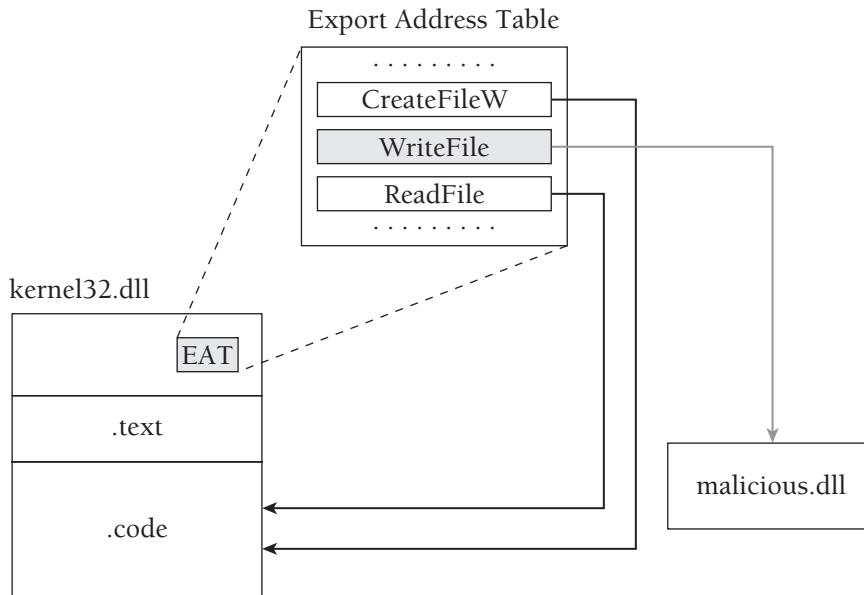 Export Address Table
. . . . . . . . .
CreateFileW
WriteFile
ReadFile
. . . . . . . . .
kernel32.dll
EAT
.text
.code
malicious.dll